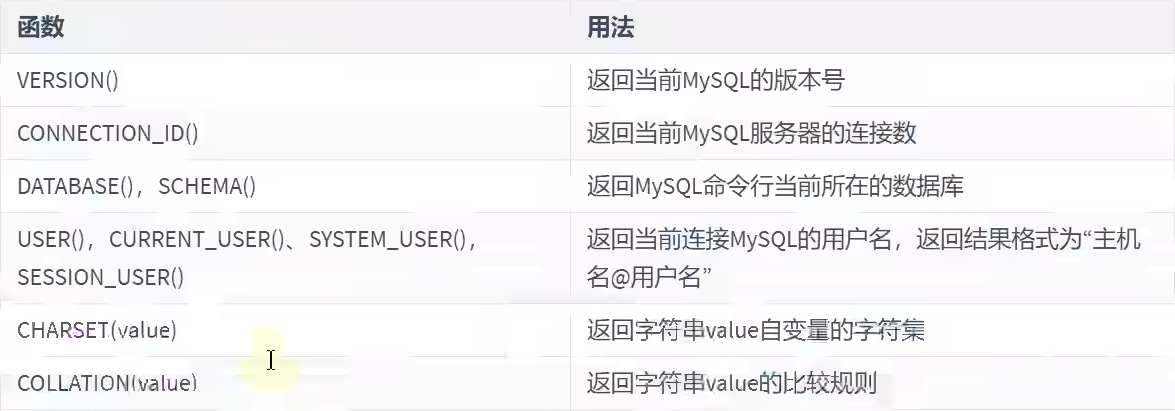 函数 用法
VERSION() 返回当前MySQL的版本号
CONNECTION_ID() 返回当前MySQL服务器的连接数
DATABASE()，SCHEMA() 返回MySQL命令行当前所在的数据库
USER()，CURRENT_USER()、SYSTEM_USER()，
SESSION_USER()
返回当前连接MySQL的用户名，返回结果格式为“主机
名@用户名”
CHARSET(value) 返回字符串value自变量的字符集
COLLATION(value) 返回字符串value的比较规则